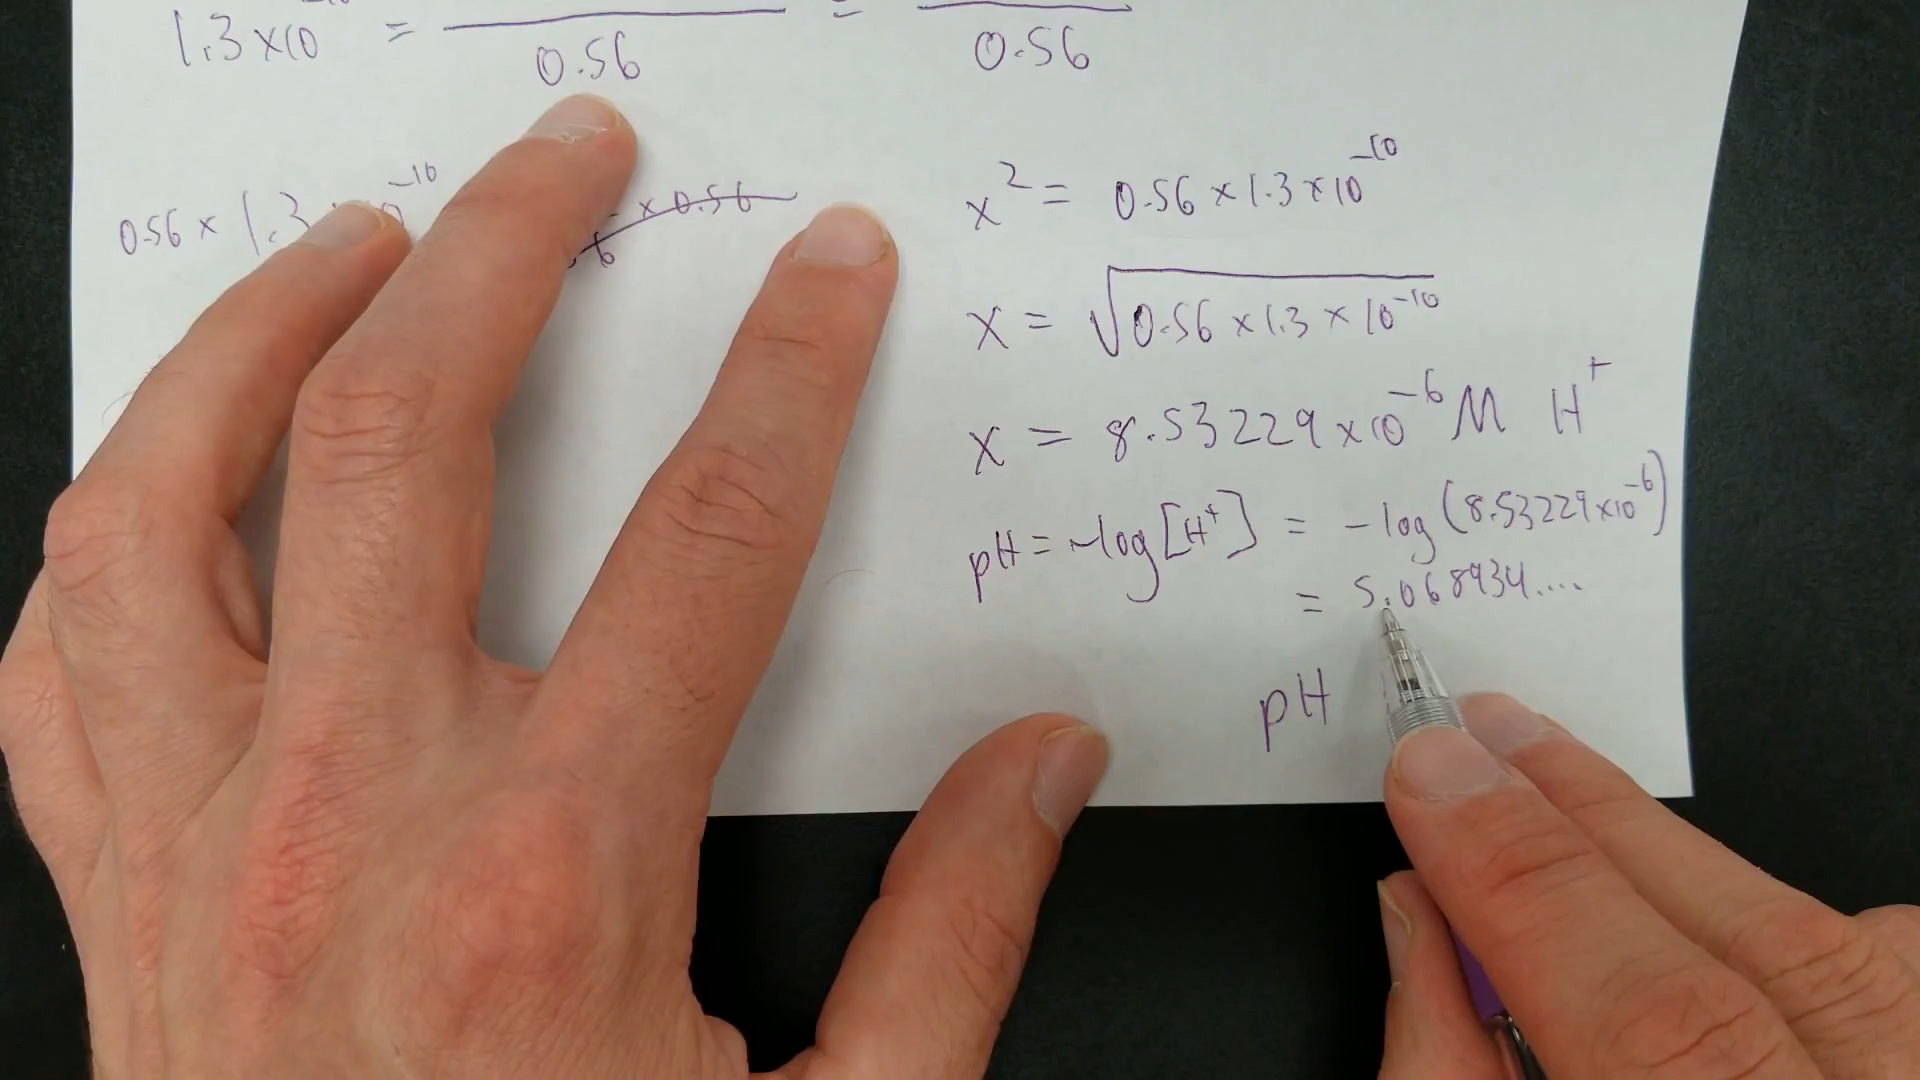 1.3 x10 = 0.56 = 0.56
0.56 x 1.3 x 0.56
-10
x² = 0.56 x 1.3 x 10⁻¹⁰
x = √0.56 x 1.3 x 10⁻¹⁰
x = 8.53229 x 10⁻⁶ M H⁺
pH = -log[H⁺] = -log(8.53229x10⁻⁶)
= 5.068934....
pH